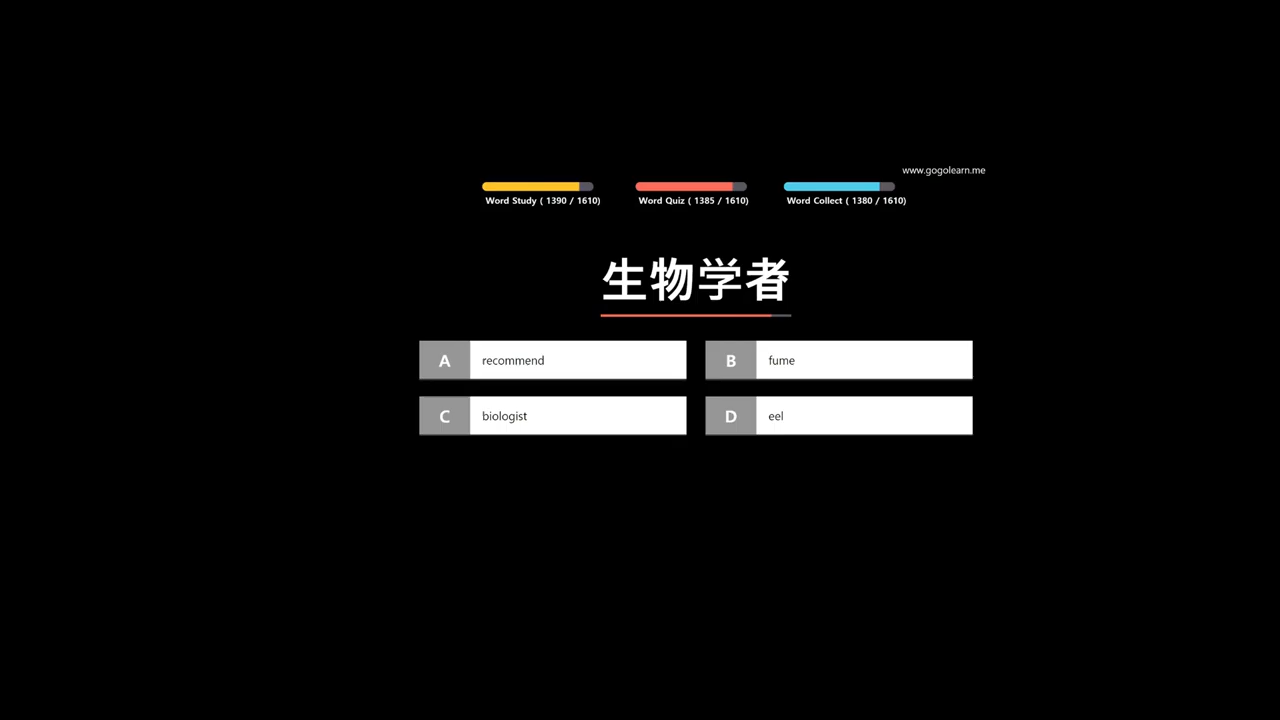 www.gogolearn.me
Word Study ( 1390 / 1610)
Word Quiz ( 1385 / 1610)
Word Collect ( 1380 / 1610)
生物学者
A recommend
B fume
C biologist
D eel